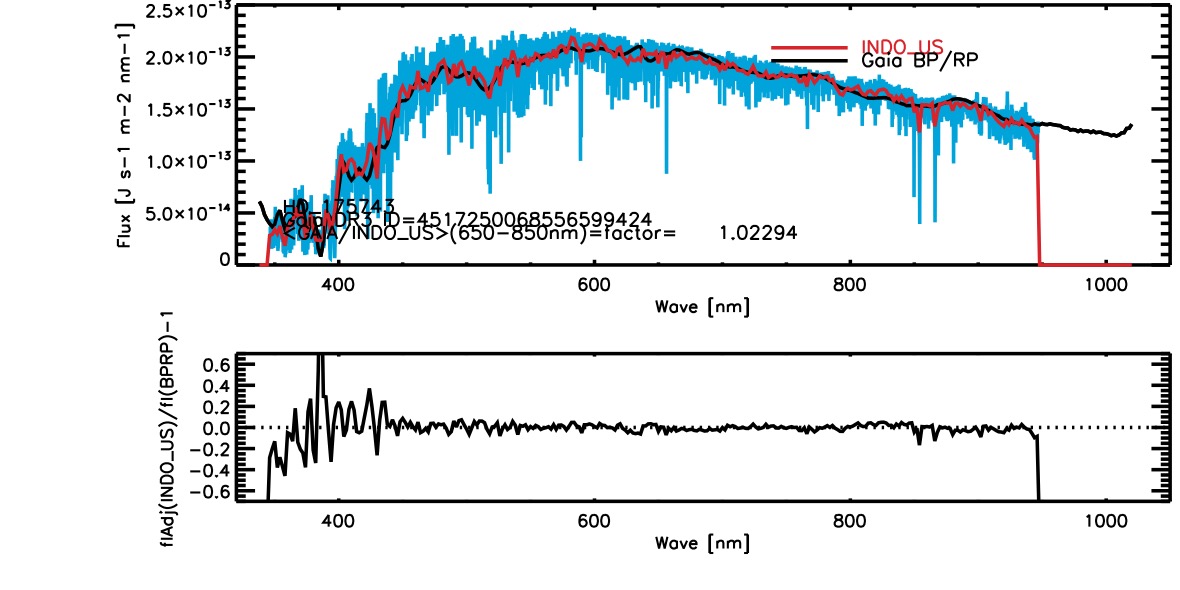 2.5×10−13
2.0×10−13
1.5×10−13
1.0×10−13
5.0×10−14
0
Flux [J s−1 m−2 nm−1]
INDO_US
Gaia BP/RP
HD_175743
Gaia DR3 ID=4517250068556599424
<GAIA/INDO_US>(650−850nm)=factor= 1.02294
400 600 800 1000
Wave [nm]
0.6
0.4
0.2
0.0
−0.2
−0.4
−0.6
flAdj(INDO_US)/fl(BPRP)−1
400 600 800 1000
Wave [nm]